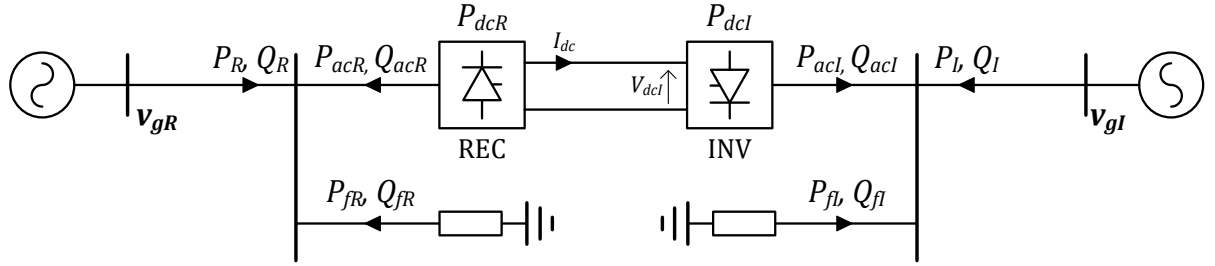 P_dcR
P_dcI
P_R, Q_R
P_acR, Q_acR
I_dc
V_dcI
P_acI, Q_acI
P_I, Q_I
v_gR
REC
INV
v_gI
P_fR, Q_fR
P_fI, Q_fI